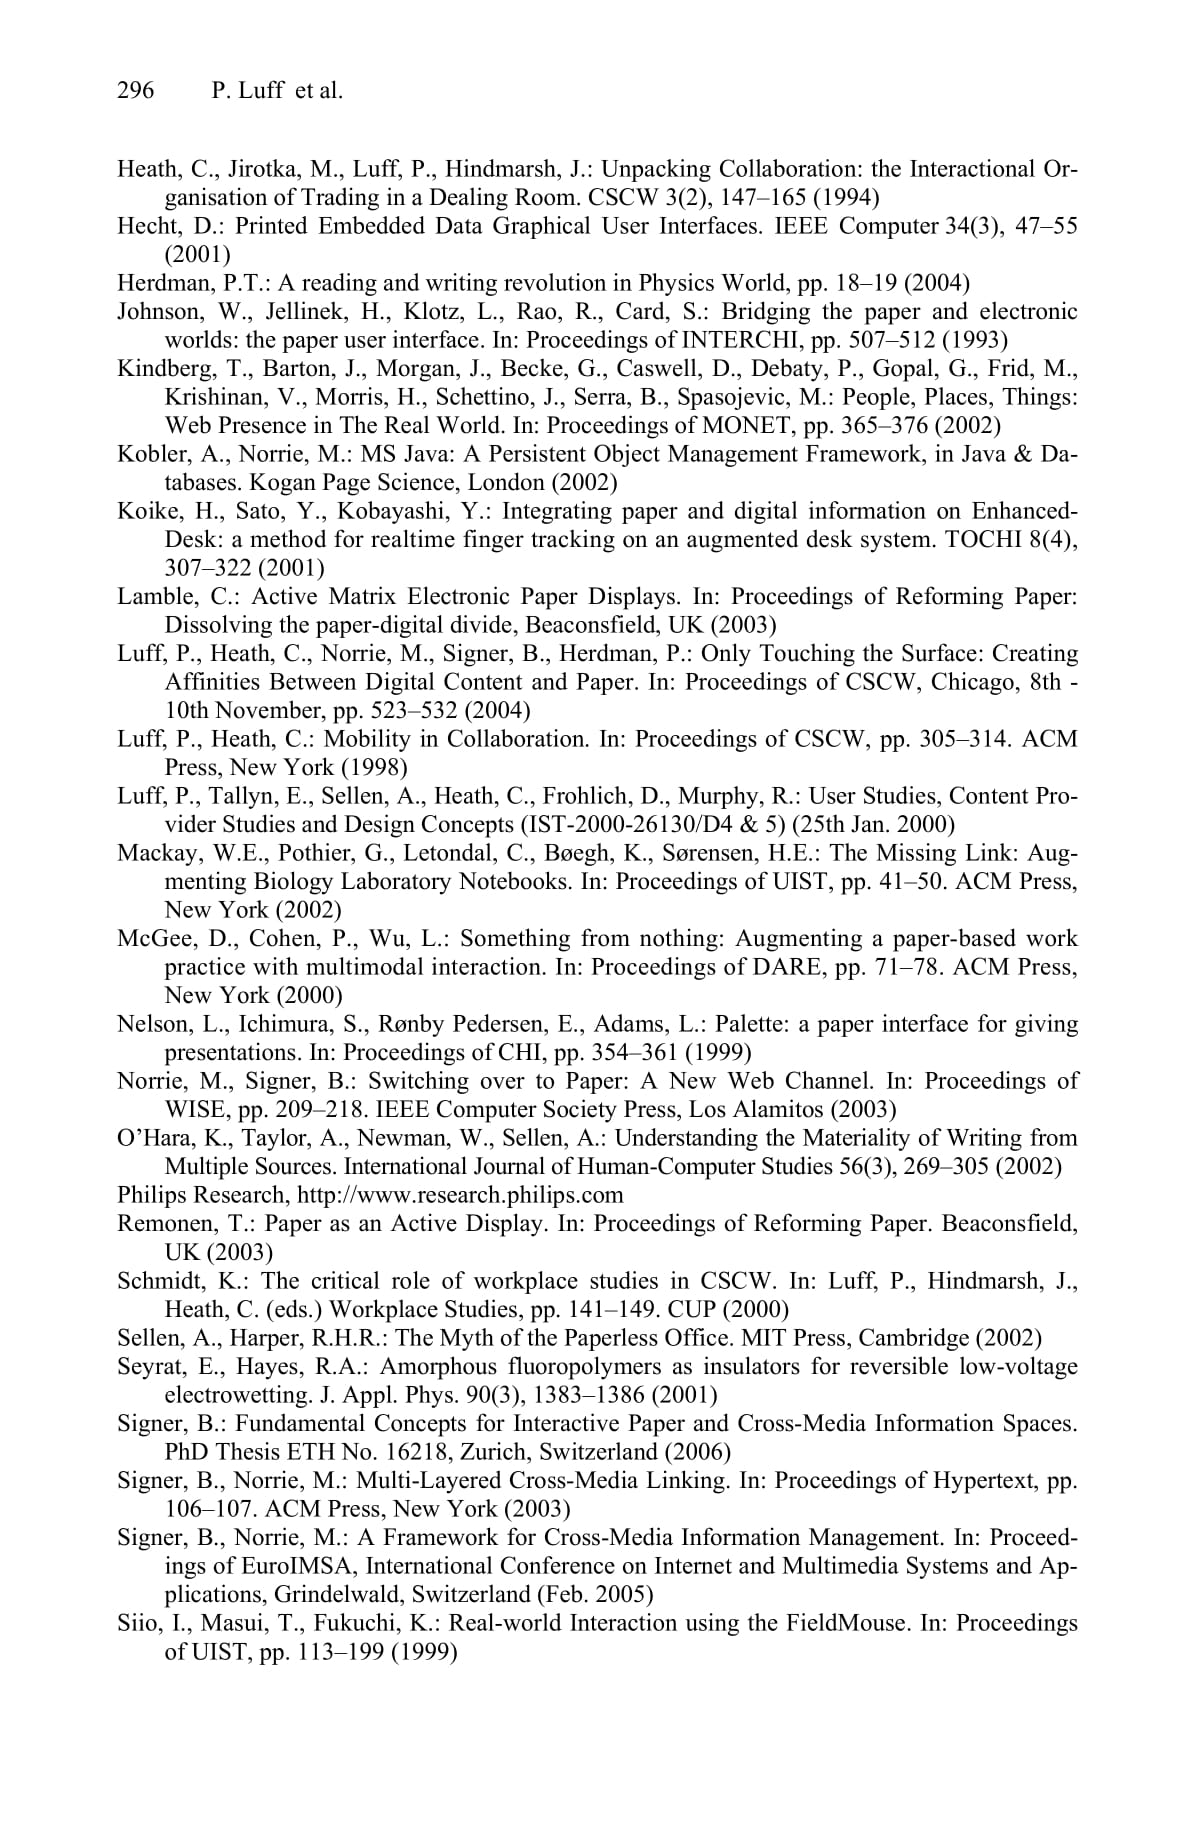 296 P. Luff et al.
Heath, C., Jirotka, M., Luff, P., Hindmarsh, J.: Unpacking Collaboration: the Interactional Or-
ganisation of Trading in a Dealing Room. CSCW 3(2), 147–165 (1994)
Hecht, D.: Printed Embedded Data Graphical User Interfaces. IEEE Computer 34(3), 47–55
(2001)
Herdman, P.T.: A reading and writing revolution in Physics World, pp. 18–19 (2004)
Johnson, W., Jellinek, H., Klotz, L., Rao, R., Card, S.: Bridging the paper and electronic
worlds: the paper user interface. In: Proceedings of INTERCHI, pp. 507–512 (1993)
Kindberg, T., Barton, J., Morgan, J., Becke, G., Caswell, D., Debaty, P., Gopal, G., Frid, M.,
Krishinan, V., Morris, H., Schettino, J., Serra, B., Spasojevic, M.: People, Places, Things:
Web Presence in The Real World. In: Proceedings of MONET, pp. 365–376 (2002)
Kobler, A., Norrie, M.: MS Java: A Persistent Object Management Framework, in Java & Da-
tabases. Kogan Page Science, London (2002)
Koike, H., Sato, Y., Kobayashi, Y.: Integrating paper and digital information on Enhanced-
Desk: a method for realtime finger tracking on an augmented desk system. TOCHI 8(4),
307–322 (2001)
Lamble, C.: Active Matrix Electronic Paper Displays. In: Proceedings of Reforming Paper:
Dissolving the paper-digital divide, Beaconsfield, UK (2003)
Luff, P., Heath, C., Norrie, M., Signer, B., Herdman, P.: Only Touching the Surface: Creating
Affinities Between Digital Content and Paper. In: Proceedings of CSCW, Chicago, 8th -
10th November, pp. 523–532 (2004)
Luff, P., Heath, C.: Mobility in Collaboration. In: Proceedings of CSCW, pp. 305–314. ACM
Press, New York (1998)
Luff, P., Tallyn, E., Sellen, A., Heath, C., Frohlich, D., Murphy, R.: User Studies, Content Pro-
vider Studies and Design Concepts (IST-2000-26130/D4 & 5) (25th Jan. 2000)
Mackay, W.E., Pothier, G., Letondal, C., Bøegh, K., Sørensen, H.E.: The Missing Link: Aug-
menting Biology Laboratory Notebooks. In: Proceedings of UIST, pp. 41–50. ACM Press,
New York (2002)
McGee, D., Cohen, P., Wu, L.: Something from nothing: Augmenting a paper-based work
practice with multimodal interaction. In: Proceedings of DARE, pp. 71–78. ACM Press,
New York (2000)
Nelson, L., Ichimura, S., Rønby Pedersen, E., Adams, L.: Palette: a paper interface for giving
presentations. In: Proceedings of CHI, pp. 354–361 (1999)
Norrie, M., Signer, B.: Switching over to Paper: A New Web Channel. In: Proceedings of
WISE, pp. 209–218. IEEE Computer Society Press, Los Alamitos (2003)
O’Hara, K., Taylor, A., Newman, W., Sellen, A.: Understanding the Materiality of Writing from
Multiple Sources. International Journal of Human-Computer Studies 56(3), 269–305 (2002)
Philips Research, http://www.research.philips.com
Remonen, T.: Paper as an Active Display. In: Proceedings of Reforming Paper. Beaconsfield,
UK (2003)
Schmidt, K.: The critical role of workplace studies in CSCW. In: Luff, P., Hindmarsh, J.,
Heath, C. (eds.) Workplace Studies, pp. 141–149. CUP (2000)
Sellen, A., Harper, R.H.R.: The Myth of the Paperless Office. MIT Press, Cambridge (2002)
Seyrat, E., Hayes, R.A.: Amorphous fluoropolymers as insulators for reversible low-voltage
electrowetting. J. Appl. Phys. 90(3), 1383–1386 (2001)
Signer, B.: Fundamental Concepts for Interactive Paper and Cross-Media Information Spaces.
PhD Thesis ETH No. 16218, Zurich, Switzerland (2006)
Signer, B., Norrie, M.: Multi-Layered Cross-Media Linking. In: Proceedings of Hypertext, pp.
106–107. ACM Press, New York (2003)
Signer, B., Norrie, M.: A Framework for Cross-Media Information Management. In: Proceed-
ings of EuroIMSA, International Conference on Internet and Multimedia Systems and Ap-
plications, Grindelwald, Switzerland (Feb. 2005)
Siio, I., Masui, T., Fukuchi, K.: Real-world Interaction using the FieldMouse. In: Proceedings
of UIST, pp. 113–199 (1999)